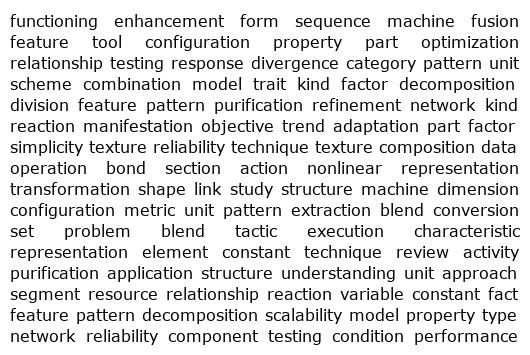 functioning enhancement form sequence machine fusion
feature tool configuration property part optimization
relationship testing response divergence category pattern unit
scheme combination model trait kind factor decomposition
division feature pattern purification refinement network kind
reaction manifestation objective trend adaptation part factor
simplicity texture reliability technique texture composition data
operation bond section action nonlinear representation
transformation shape link study structure machine dimension
configuration metric unit pattern extraction blend conversion
set problem blend tactic execution characteristic
representation element constant technique review activity
purification application structure understanding unit approach
segment resource relationship reaction variable constant fact
feature pattern decomposition scalability model property type
network reliability component testing condition performance